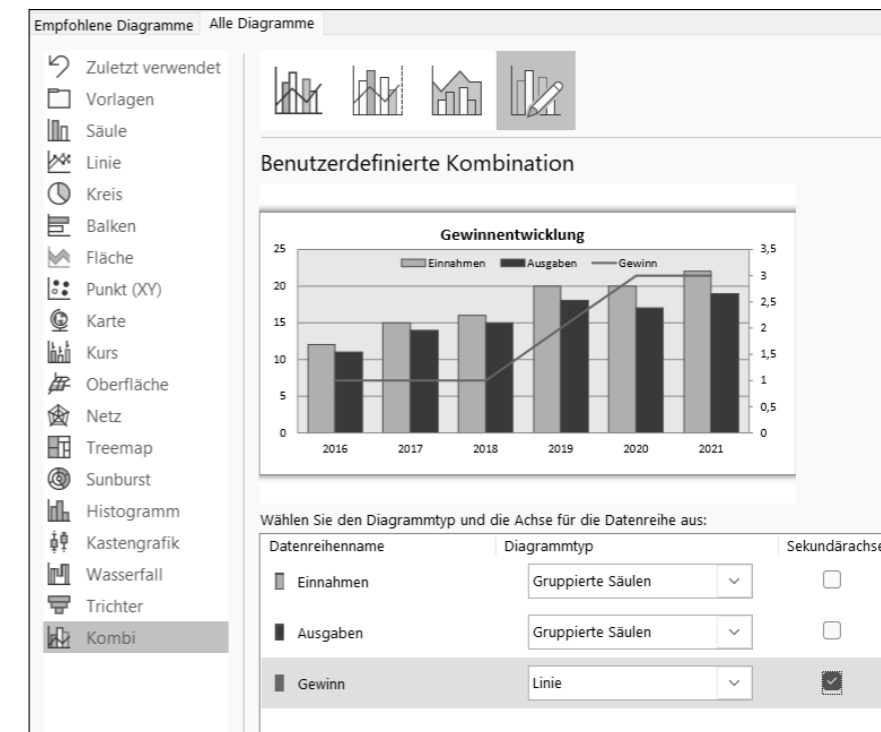 Empfohlene Diagramme Alle Diagramme
Zuletzt verwendet
Vorlagen
Säule
Linie
Kreis
Balken
Fläche
Punkt (XY)
Karte
Kurs
Oberfläche
Netz
Treemap
Sunburst
Histogramm
Kastengrafik
Wasserfall
Trichter
Kombi
Benutzerdefinierte Kombination
Gewinnentwicklung
Einnahmen Ausgaben Gewinn
25 3,5
20 3
15 2,5
10 2
5 1,5
0 1
0,5
0
2016 2017 2018 2019 2020 2021
Wählen Sie den Diagrammtyp und die Achse für die Datenreihe aus:
Datenreihenname Diagrammtyp Sekundärachse
Einnahmen Gruppierte Säulen
Ausgaben Gruppierte Säulen
Gewinn Linie